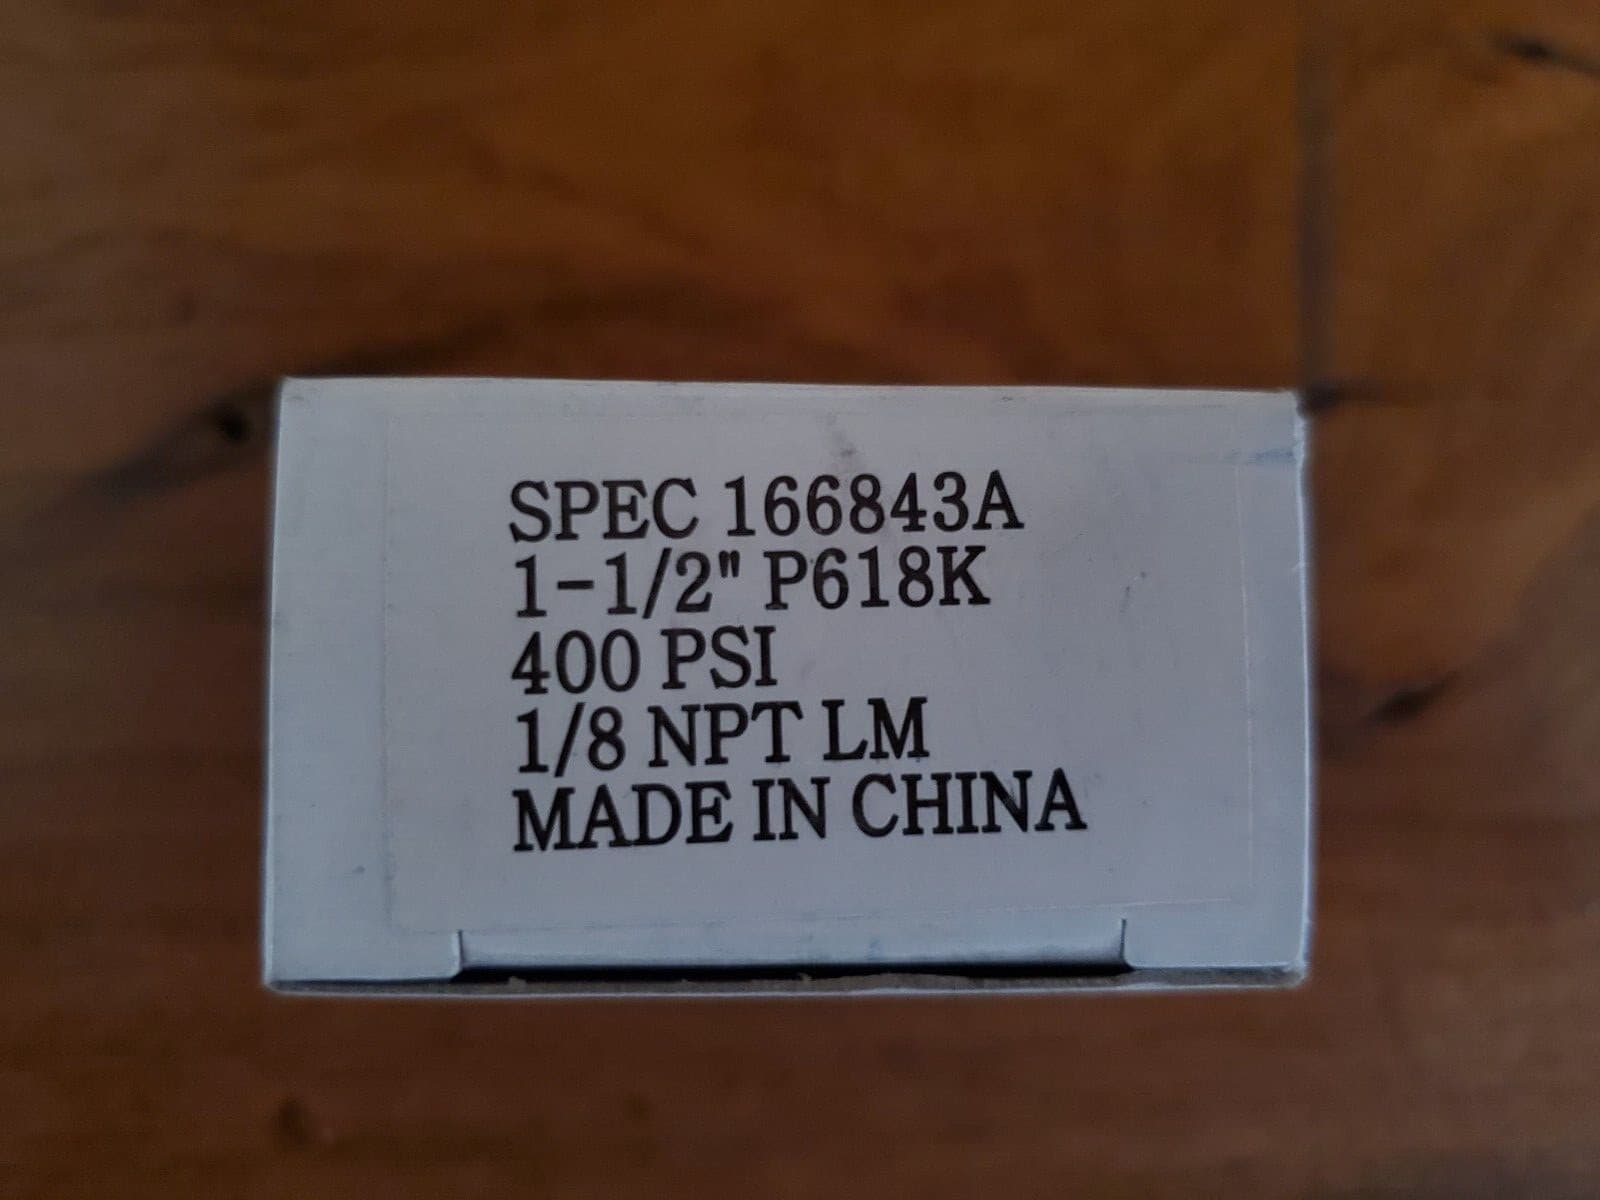 SPEC 166843A
1-1/2" P618K
400 PSI
1/8 NPT LM
MADE IN CHINA